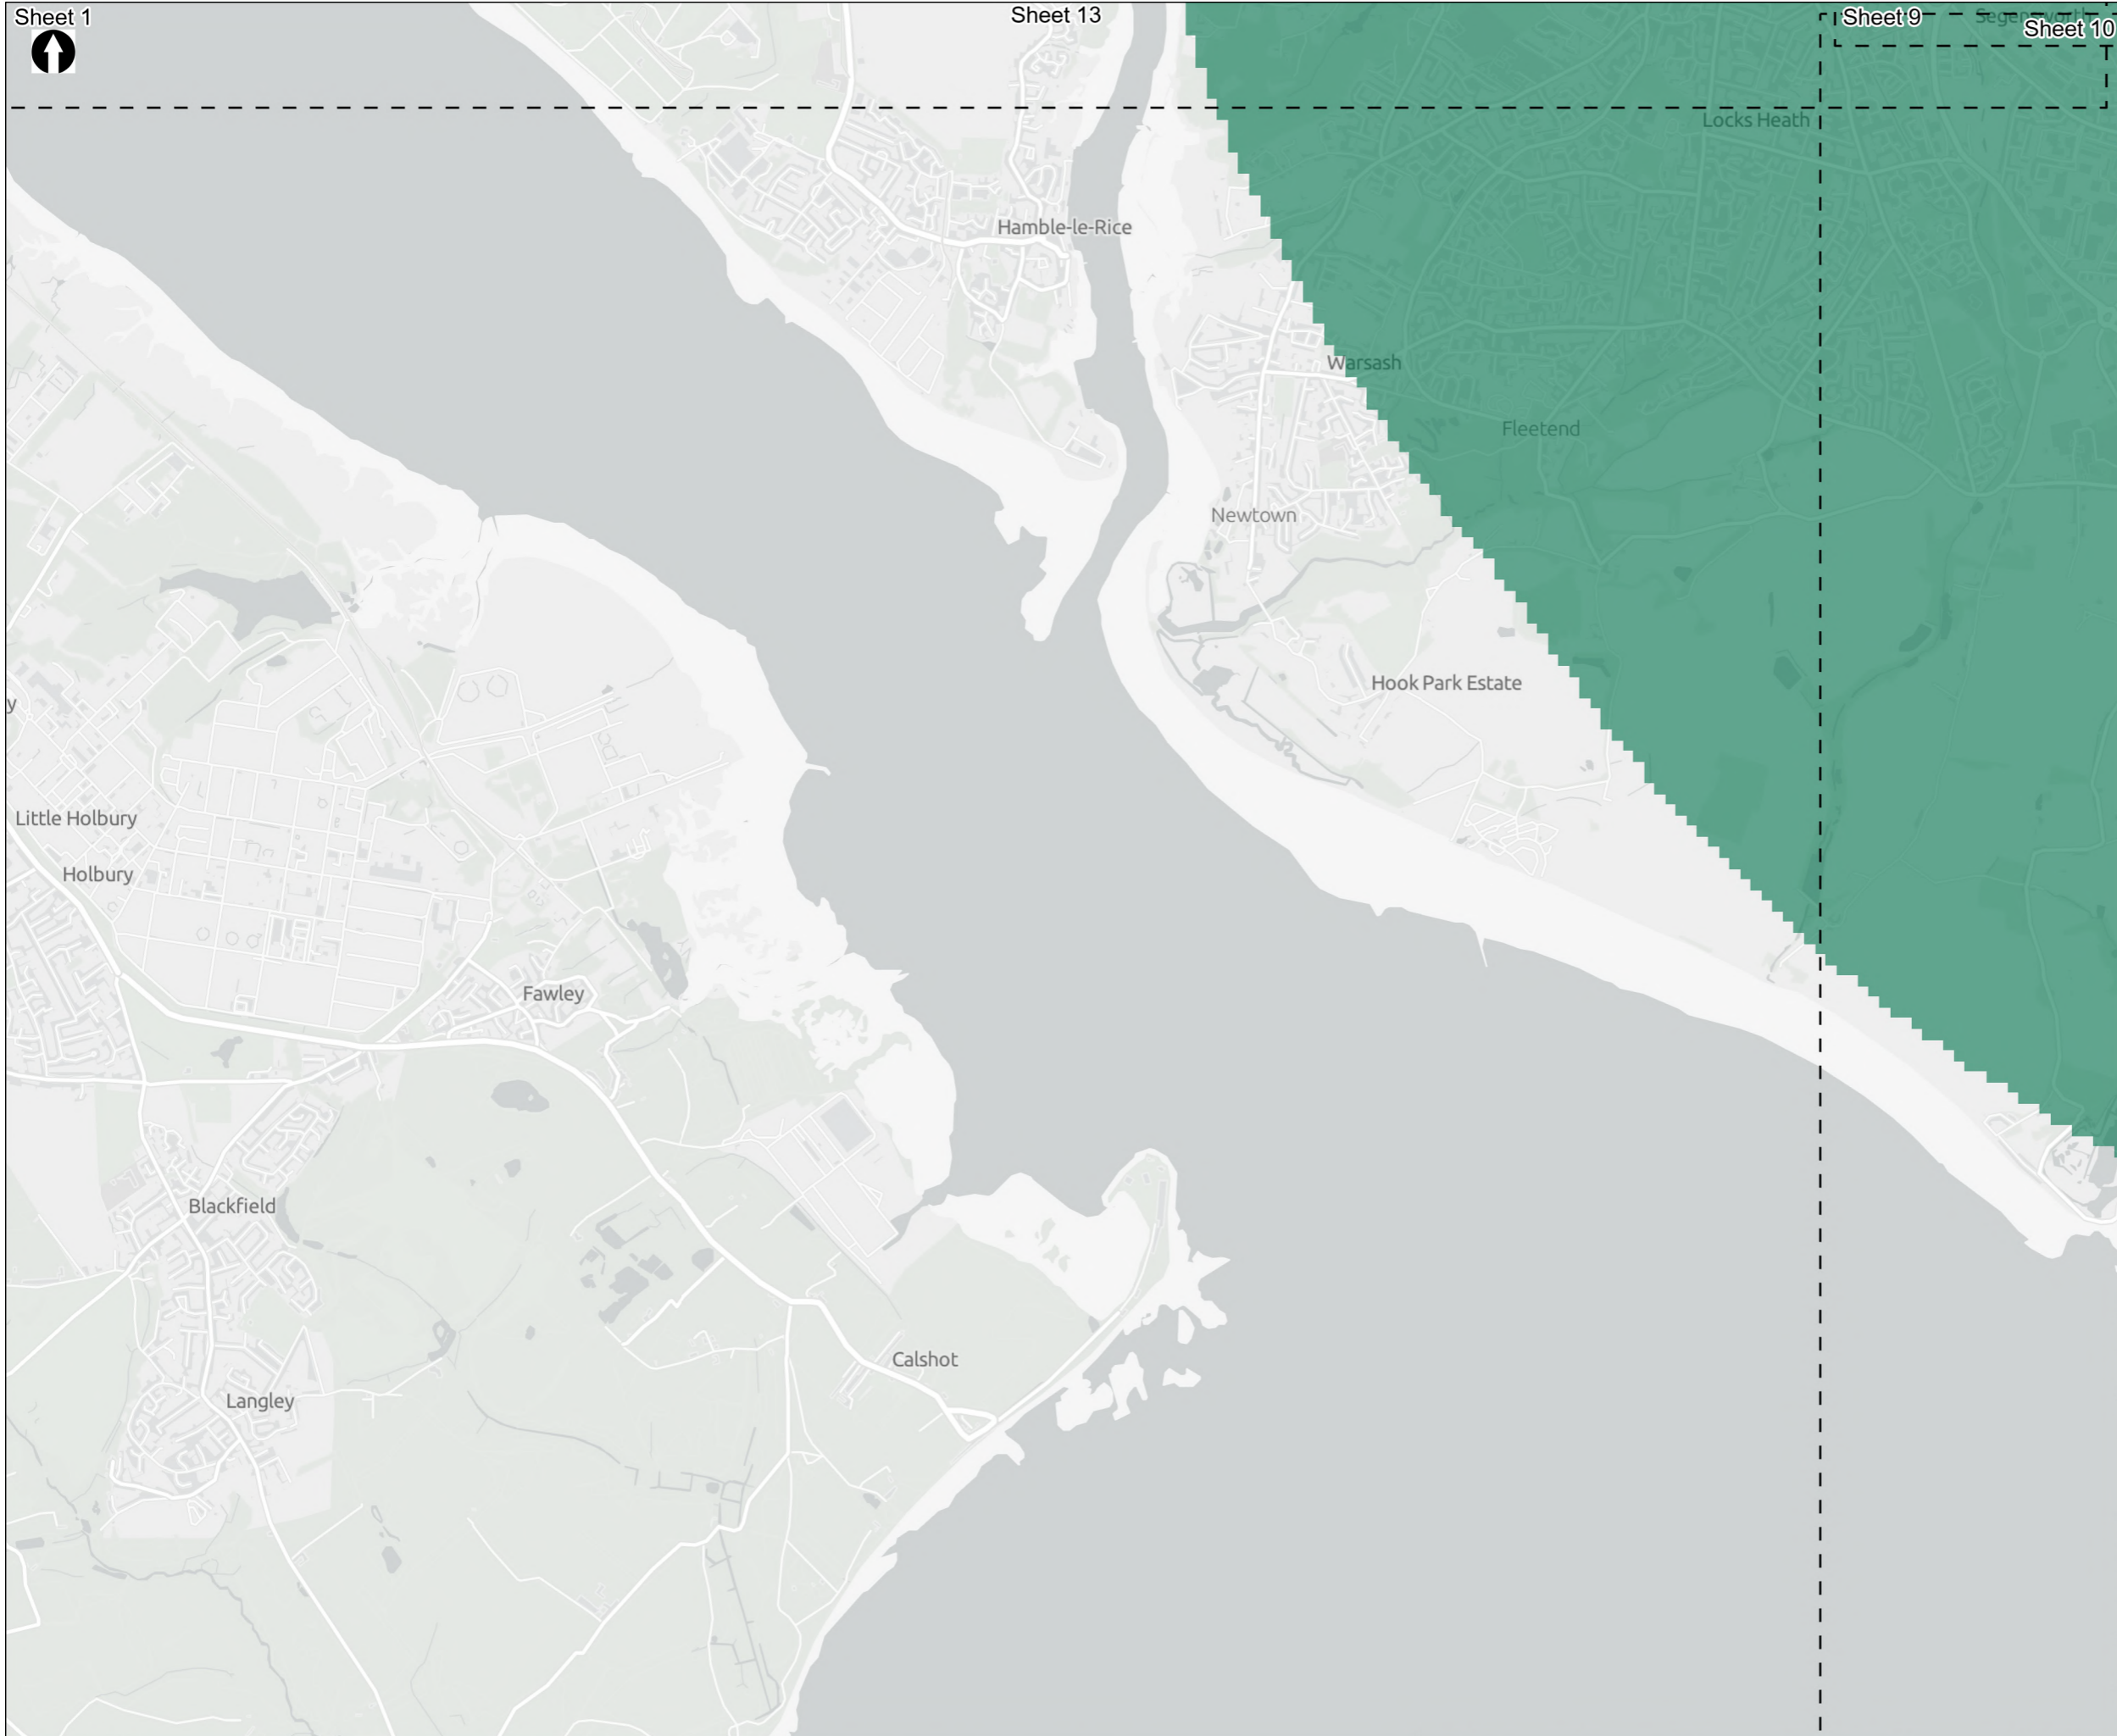 Sheet 1
Sheet 13
Sheet 9
Segensworth
Sheet 10
Locks Heath
Hamble-le-Rice
Warsash
Fleetend
Newtown
Hook Park Estate
y
Little Holbury
Holbury
Fawley
Blackfield
Calshot
Langley